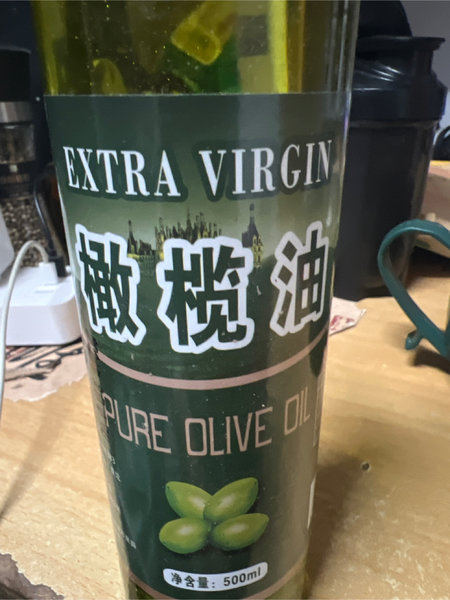 EXTRA VIRGIN
橄榄油
PURE OLIVE OIL
净含量：500ml